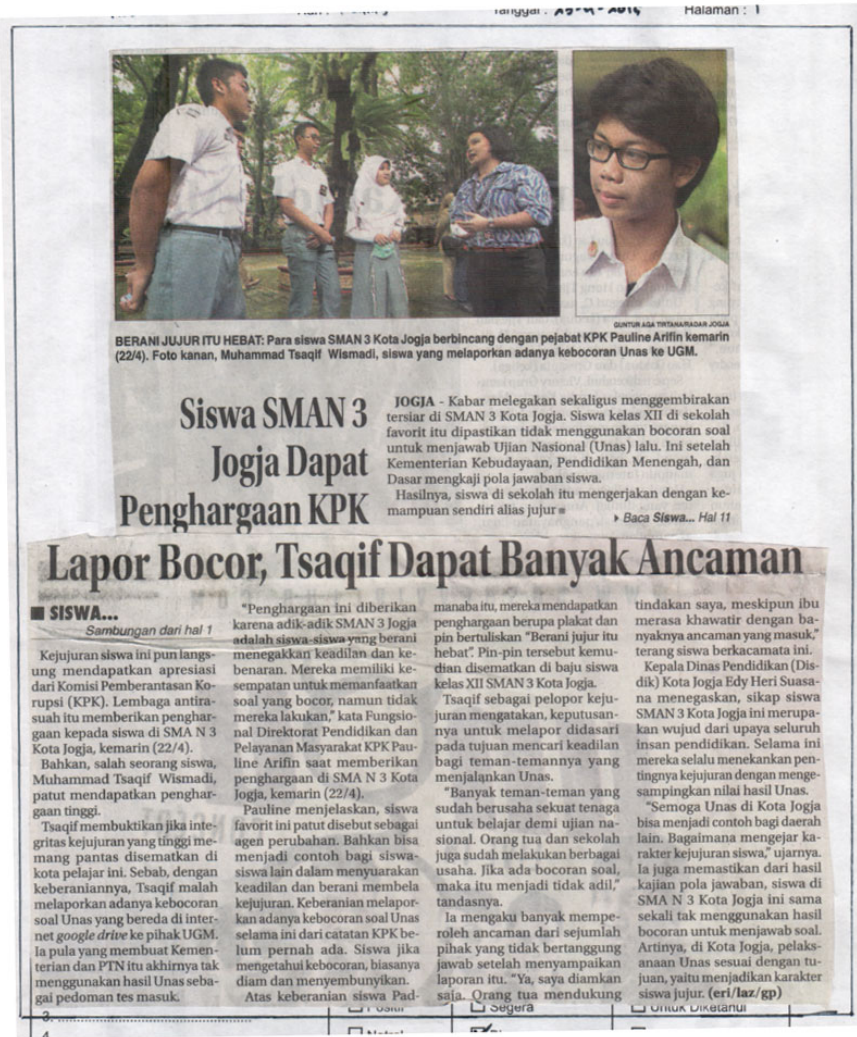 Tanggal :
Halaman : 1
GUNTUR AGA TIRTANA/RADAR JOGJA
BERANI JUJUR ITU HEBAT: Para siswa SMAN 3 Kota Jogja berbincang dengan pejabat KPK Pauline Arifin kemarin
(22/4). Foto kanan, Muhammad Tsaqif Wismadi, siswa yang melaporkan adanya kebocoran Unas ke UGM.
Siswa SMAN 3
Jogja Dapat
Penghargaan KPK
JOGJA - Kabar melegakan sekaligus menggembirakan
tersiar di SMAN 3 Kota Jogja. Siswa kelas XII di sekolah
favorit itu dipastikan tidak menggunakan bocoran soal
untuk menjawab Ujian Nasional (Unas) lalu. Ini setelah
Kementerian Kebudayaan, Pendidikan Menengah, dan
Dasar mengkaji pola jawaban siswa.
Hasilnya, siswa di sekolah itu mengerjakan dengan ke-
mampuan sendiri alias jujur ■
▸ Baca Siswa... Hal 11
Lapor Bocor, Tsaqif Dapat Banyak Ancaman
■ SISWA...
Sambungan dari hal 1
Kejujuran siswa ini pun langs-
ung mendapatkan apresiasi
dari Komisi Pemberantasan Ko-
rupsi (KPK). Lembaga antira-
suah itu memberikan penghar-
gaan kepada siswa di SMA N 3
Kota Jogja, kemarin (22/4).
Bahkan, salah seorang siswa,
Muhammad Tsaqif Wismadi,
patut mendapatkan penghar-
gaan tinggi.
Tsaqif membuktikan jika inte-
gritas kejujuran yang tinggi me-
mang pantas disematkan di
kota pelajar ini. Sebab, dengan
keberaniannya, Tsaqif malah
melaporkan adanya kebocoran
soal Unas yang bereda di inter-
net google drive ke pihak UGM.
Ia pula yang membuat Kemen-
terian dan PTN itu akhirnya tak
menggunakan hasil Unas seba-
gai pedoman tes masuk.
"Penghargaan ini diberikan
karena adik-adik SMAN 3 Jogja
adalah siswa-siswa yang berani
menegakkan keadilan dan ke-
benaran. Mereka memiliki ke-
sempatan untuk memanfaatkan
soal yang bocor, namun tidak
mereka lakukan," kata Fungsio-
nal Direktorat Pendidikan dan
Pelayanan Masyarakat KPK Pau-
line Arifin saat memberikan
penghargaan di SMA N 3 Kota
Jogja, kemarin (22/4).
Pauline menjelaskan, siswa
favorit ini patut disebut sebagai
agen perubahan. Bahkan bisa
menjadi contoh bagi siswa-
siswa lain dalam menyuarakan
keadilan dan berani membela
kejujuran. Keberanian melapor-
kan adanya kebocoran soal Unas
selama ini dari catatan KPK be-
lum pernah ada. Siswa jika
mengetahui kebocoran, biasanya
diam dan menyembunyikan.
Atas keberanian siswa Pad-
manaba itu, mereka mendapatkan
penghargaan berupa plakat dan
pin bertuliskan "Berani jujur itu
hebat". Pin-pin tersebut kemu-
dian disematkan di baju siswa
kelas XII SMAN 3 Kota Jogja.
Tsaqif sebagai pelopor keju-
juran mengatakan, keputusan-
nya untuk melapor didasari
pada tujuan mencari keadilan
bagi teman-temannya yang
menjalankan Unas.
"Banyak teman-teman yang
sudah berusaha sekuat tenaga
untuk belajar demi ujian na-
sional. Orang tua dan sekolah
juga sudah melakukan berbagai
usaha. Jika ada bocoran soal,
maka itu menjadi tidak adil,"
tandasnya.
Ia mengaku banyak mempe-
roleh ancaman dari sejumlah
pihak yang tidak bertanggung
jawab setelah menyampaikan
laporan itu. "Ya, saya diamkan
saja. Orang tua mendukung
tindakan saya, meskipun ibu
merasa khawatir dengan ba-
nyaknya ancaman yang masuk,"
terang siswa berkacamata ini.
Kepala Dinas Pendidikan (Dis-
dik) Kota Jogja Edy Heri Suasa-
na menegaskan, sikap siswa
SMAN 3 Kota Jogja ini merupa-
kan wujud dari upaya seluruh
insan pendidikan. Selama ini
mereka selalu menekankan pen-
tingnya kejujuran dengan menge-
sampingkan nilai hasil Unas.
"Semoga Unas di Kota Jogja
bisa menjadi contoh bagi daerah
lain. Bagaimana mengejar ka-
rakter kejujuran siswa," ujarnya.
Ia juga memastikan dari hasil
kajian pola jawaban, siswa di
SMA N 3 Kota Jogja ini sama
sekali tak menggunakan hasil
bocoran untuk menjawab soal.
Artinya, di Kota Jogja, pelaks-
anaan Unas sesuai dengan tu-
juan, yaitu menjadikan karakter
siswa jujur. (eri/laz/gp)
3.
Positif
Segera
Untuk Diketahui